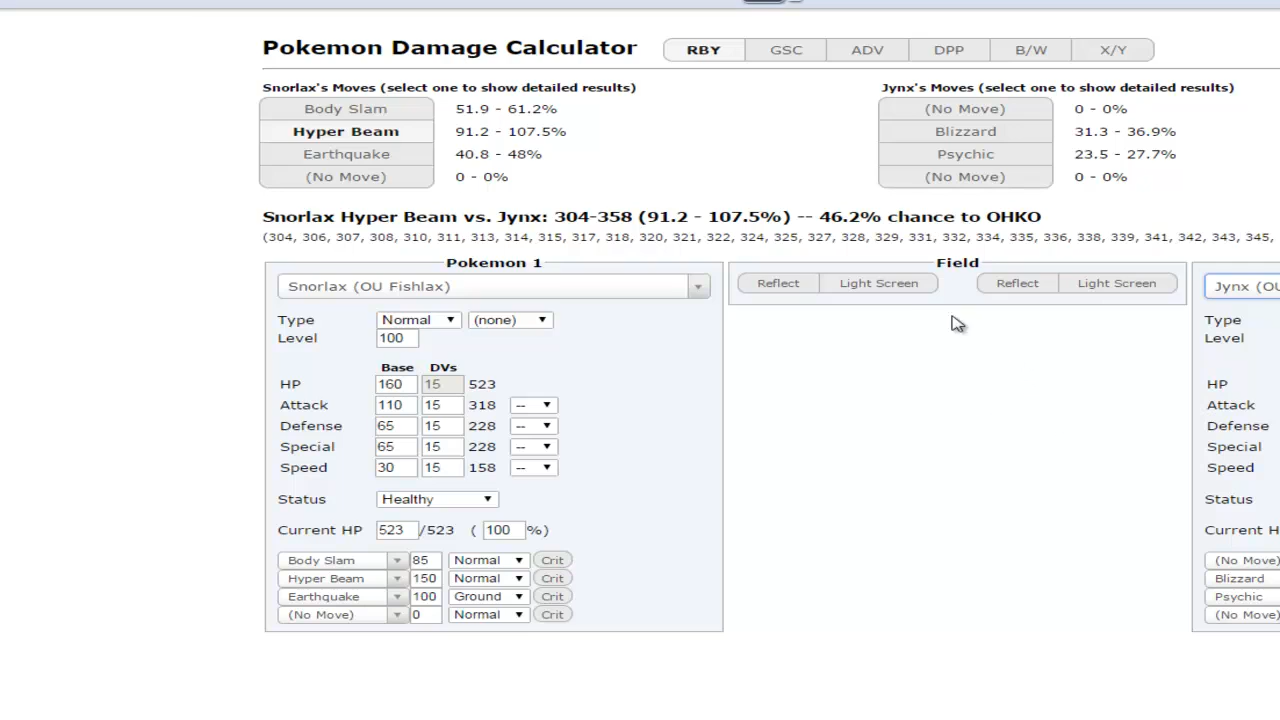 Pokemon Damage Calculator RBY GSC ADV DPP B/W X/Y
Snorlax's Moves (select one to show detailed results) Jynx's Moves (select one to show detailed results)
Body Slam 51.9 - 61.2% (No Move) 0 - 0%
Hyper Beam 91.2 - 107.5% Blizzard 31.3 - 36.9%
Earthquake 40.8 - 48% Psychic 23.5 - 27.7%
(No Move) 0 - 0% (No Move) 0 - 0%
Snorlax Hyper Beam vs. Jynx: 304-358 (91.2 - 107.5%) -- 46.2% chance to OHKO
(304, 306, 307, 308, 310, 311, 313, 314, 315, 317, 318, 320, 321, 322, 324, 325, 327, 328, 329, 331, 332, 334, 335, 336, 338, 339, 341, 342, 343, 345,
Pokemon 1 Field
Snorlax (OU Fishlax) Reflect Light Screen Reflect Light Screen Jynx (OU
Type Normal (none) Type
Level 100 Level
Base DVs
HP 160 15 523 HP
Attack 110 15 318 -- Attack
Defense 65 15 228 -- Defense
Special 65 15 228 -- Special
Speed 30 15 158 -- Speed
Status Healthy Status
Current HP 523 /523 ( 100 %) Current H
Body Slam 85 Normal Crit (No Move)
Hyper Beam 150 Normal Crit Blizzard
Earthquake 100 Ground Crit Psychic
(No Move) 0 Normal Crit (No Move)